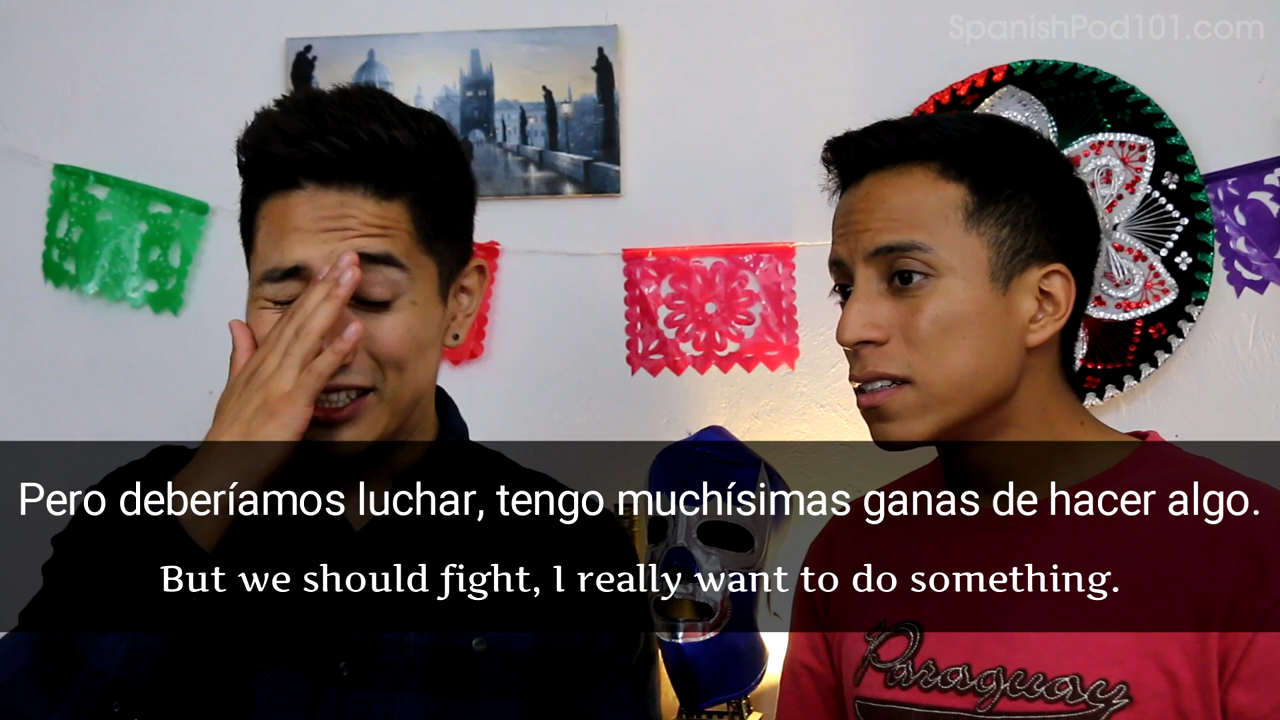 SpanishPod101.com
Pero deberíamos luchar, tengo muchísimas ganas de hacer algo.
But we should fight, I really want to do something.
Paraguay